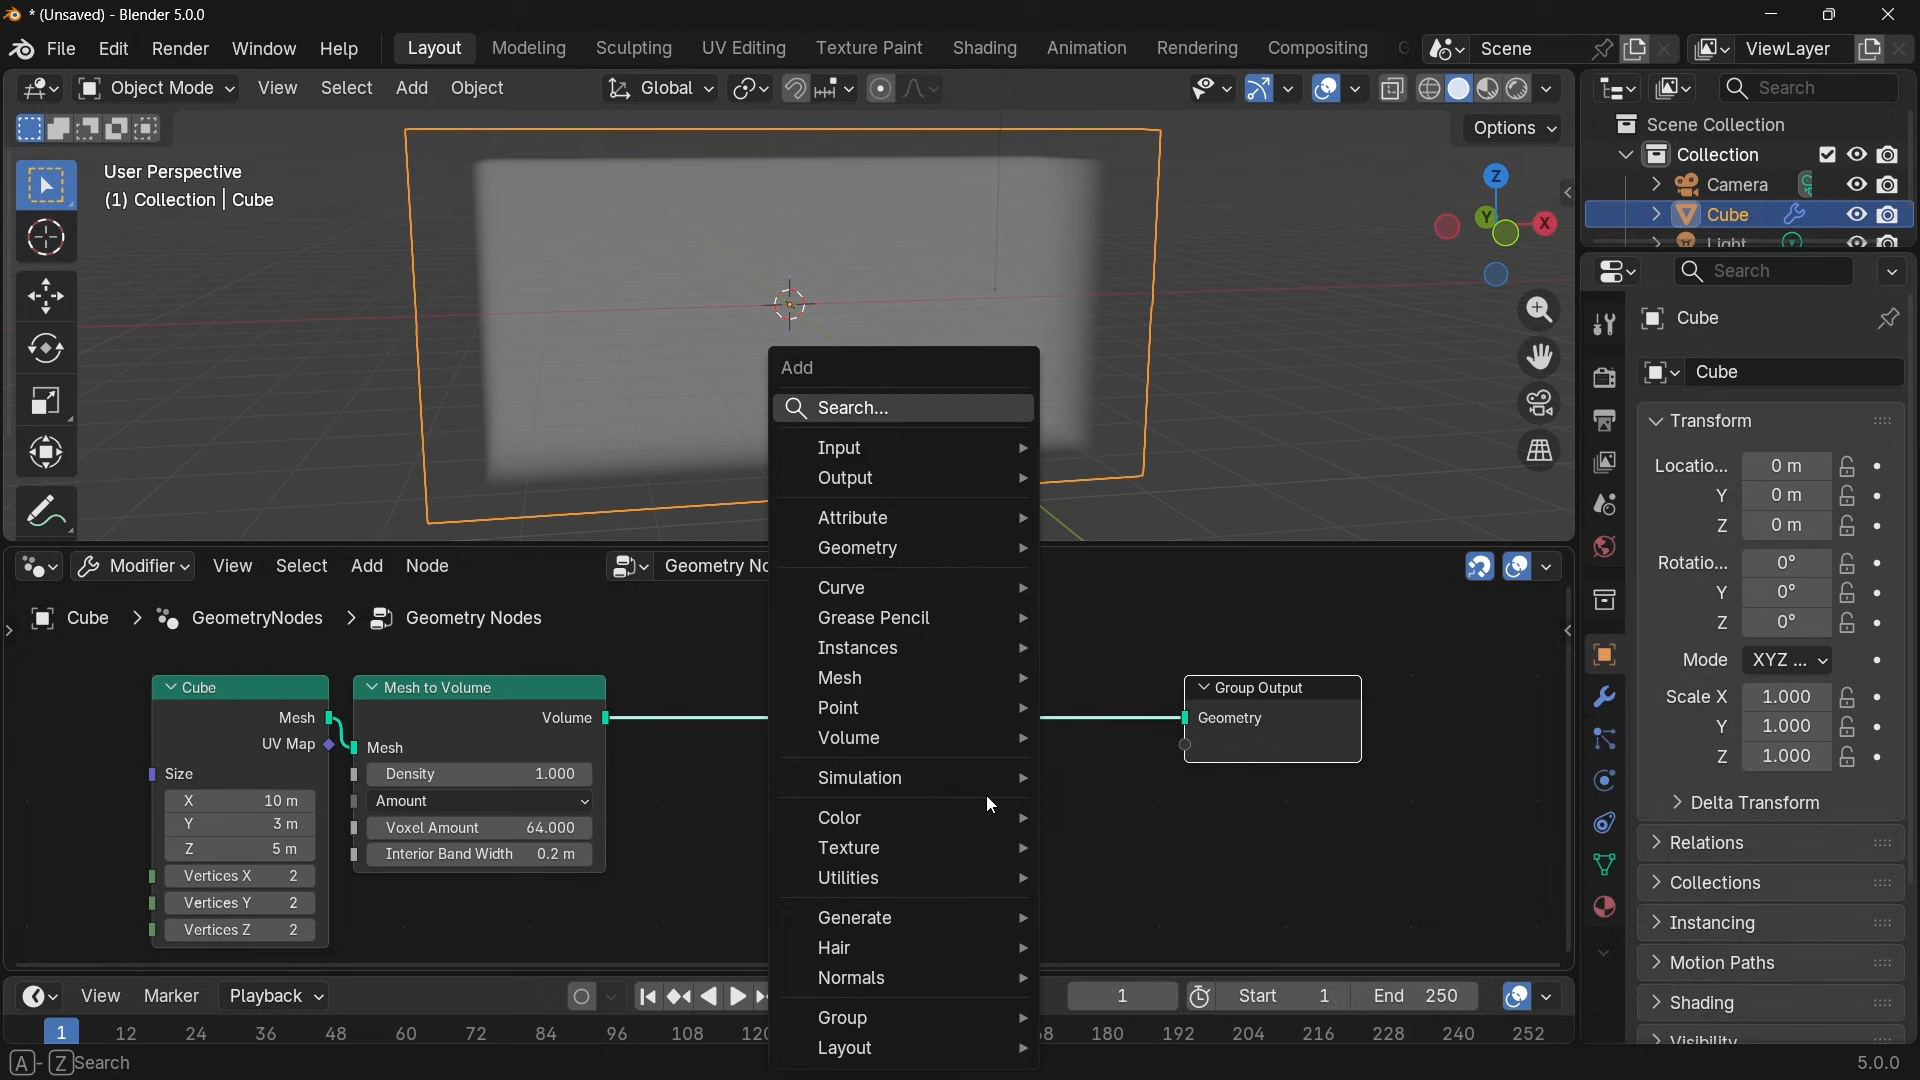 * (Unsaved) - Blender 5.0.0
File Edit Render Window Help Layout Modeling Sculpting UV Editing Texture Paint Shading Animation Rendering Compositing Scene ViewLayer
Object Mode View Select Add Object Global Search
Options
Scene Collection
Collection
Camera
Cube
Light
User Perspective
(1) Collection | Cube
Z
Y
X
Search
Cube
Cube
Transform
Locatio... 0 m
Y 0 m
Z 0 m
Rotatio... 0°
Y 0°
Z 0°
Mode XYZ ...
Scale X 1.000
Y 1.000
Z 1.000
Delta Transform
Relations
Collections
Instancing
Motion Paths
Shading
Visibility
Add
Search...
Input
Output
Attribute
Geometry
Curve
Grease Pencil
Instances
Mesh
Point
Volume
Simulation
Color
Texture
Utilities
Generate
Hair
Normals
Group
Layout
Modifier View Select Add Node Geometry No
Cube GeometryNodes Geometry Nodes
Cube
Mesh
UV Map
Size
X 10 m
Y 3 m
Z 5 m
Vertices X 2
Vertices Y 2
Vertices Z 2
Mesh to Volume
Volume
Mesh
Density 1.000
Amount
Voxel Amount 64.000
Interior Band Width 0.2 m
Group Output
Geometry
View Marker Playback 1 Start 1 End 250
1 12 24 36 48 60 72 84 96 108 180 192 204 216 228 240 252
A - Z Search 5.0.0